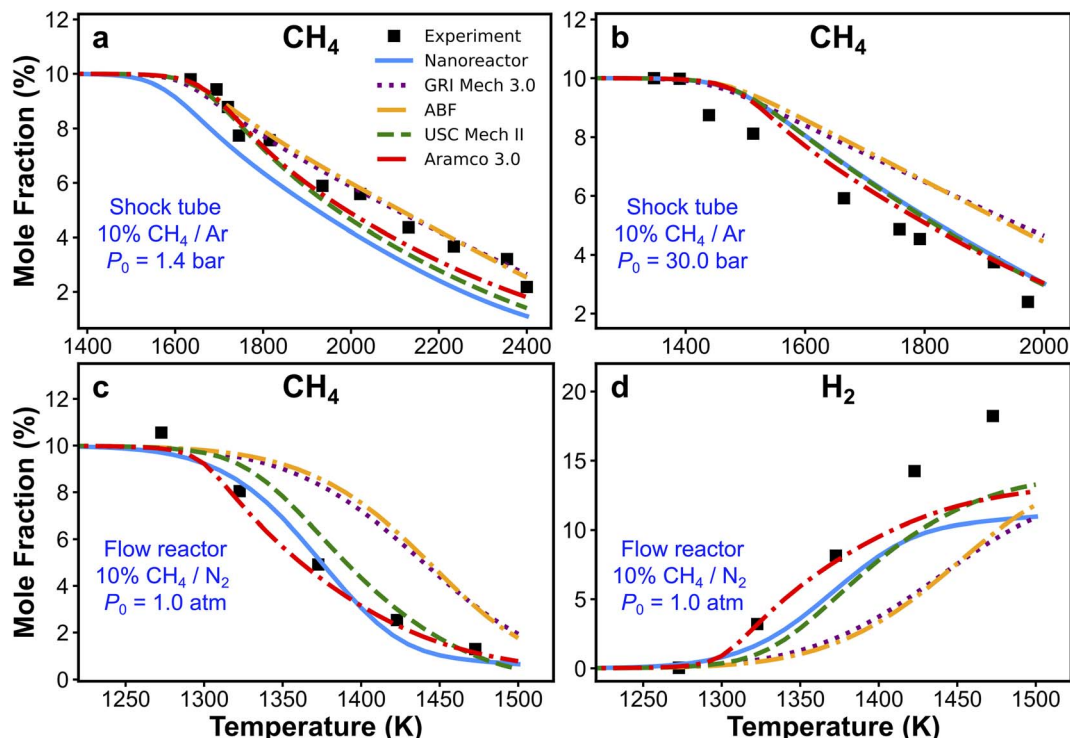 a
CH₄
12
10
8
6
4
2
Mole Fraction (%)
Experiment
Nanoreactor
GRI Mech 3.0
ABF
USC Mech II
Aramco 3.0
Shock tube
10% CH₄ / Ar
P₀ = 1.4 bar
1400
1600
1800
2000
2200
2400
b
CH₄
12
10
8
6
4
2
Shock tube
10% CH₄ / Ar
P₀ = 30.0 bar
1400
1600
1800
2000
c
CH₄
12
10
8
6
4
2
0
Mole Fraction (%)
Flow reactor
10% CH₄ / N₂
P₀ = 1.0 atm
1250
1300
1350
1400
1450
1500
Temperature (K)
d
H₂
20
15
10
5
0
Flow reactor
10% CH₄ / N₂
P₀ = 1.0 atm
1250
1300
1350
1400
1450
1500
Temperature (K)